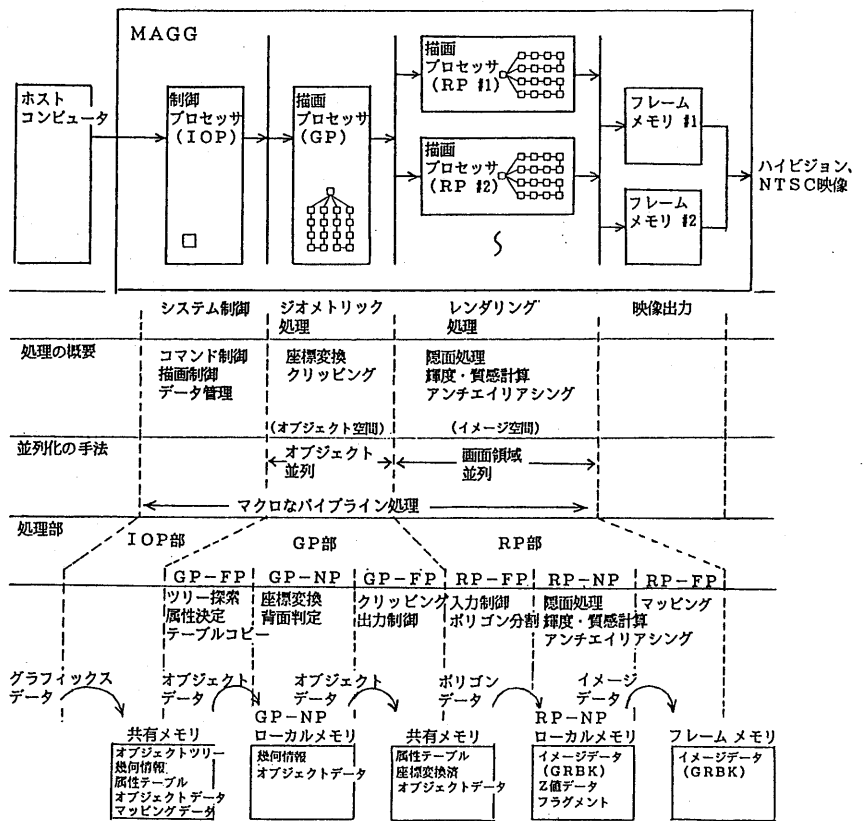 MAGG
ホスト
コンピュータ
制御
プロセッサ
(IOP)
描画
プロセッサ
(GP)
描画
プロセッサ
(RP #1)
描画
プロセッサ
(RP #2)
フレーム
メモリ #1
フレーム
メモリ #2
ハイビジョン、
NTSC映像
システム制御
ジオメトリック
処理
レンダリング
処理
映像出力
処理の概要
コマンド制御
描画制御
データ管理
座標変換
クリッピング
隠面処理
輝度・質感計算
アンチエイリアシング
(オブジェクト空間)
(イメージ空間)
並列化の手法
オブジェクト
並列
画面領域
並列
マクロなパイプライン処理
処理部
IOP部
GP部
RP部
GP-FP
GP-NP
GP-FP
RP-FP
RP-NP
RP-FP
ツリー探索
属性決定
テーブルコピー
座標変換
背面判定
クリッピング
出力制御
入力制御
ポリゴン分割
隠面処理
輝度・質感計算
アンチエイリアシング
マッピング
グラフィックス
データ
オブジェクト
データ
オブジェクト
データ
ポリゴン
データ
イメージ
データ
共有メモリ
オブジェクトツリー
幾何情報
属性テーブル
オブジェクトデータ
マッピングデータ
GP-NP
ローカルメモリ
幾何情報
オブジェクトデータ
共有メモリ
属性テーブル
座標変換済
オブジェクトデータ
RP-NP
ローカルメモリ
イメージデータ
(GRBK)
Z値データ
フラグメント
フレーム メモリ
イメージデータ
(GRBK)